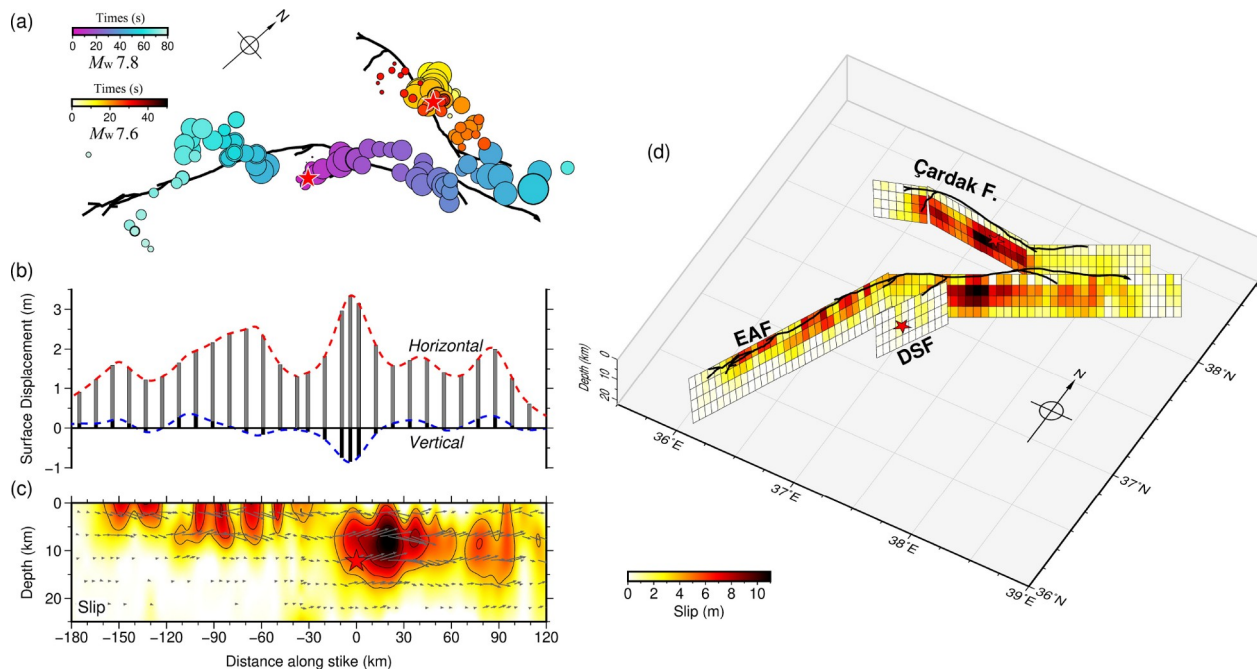 (a)
Times (s)
0 20 40 60 80
Mw 7.8
Times (s)
0 20 40
Mw 7.6
N
(b)
Surface Displacement (m)
3
2
1
0
−1
Horizontal
Vertical
(c)
Depth (km)
0
10
20
Slip
−180 −150 −120 −90 −60 −30 0 30 60 90 120
Distance along stike (km)
(d)
Çardak F.
EAF
DSF
Depth (km)
0
10
20
N
36˚E
37˚E
38˚E
39˚E
36˚N
37˚N
38˚N
0 2 4 6 8 10
Slip (m)